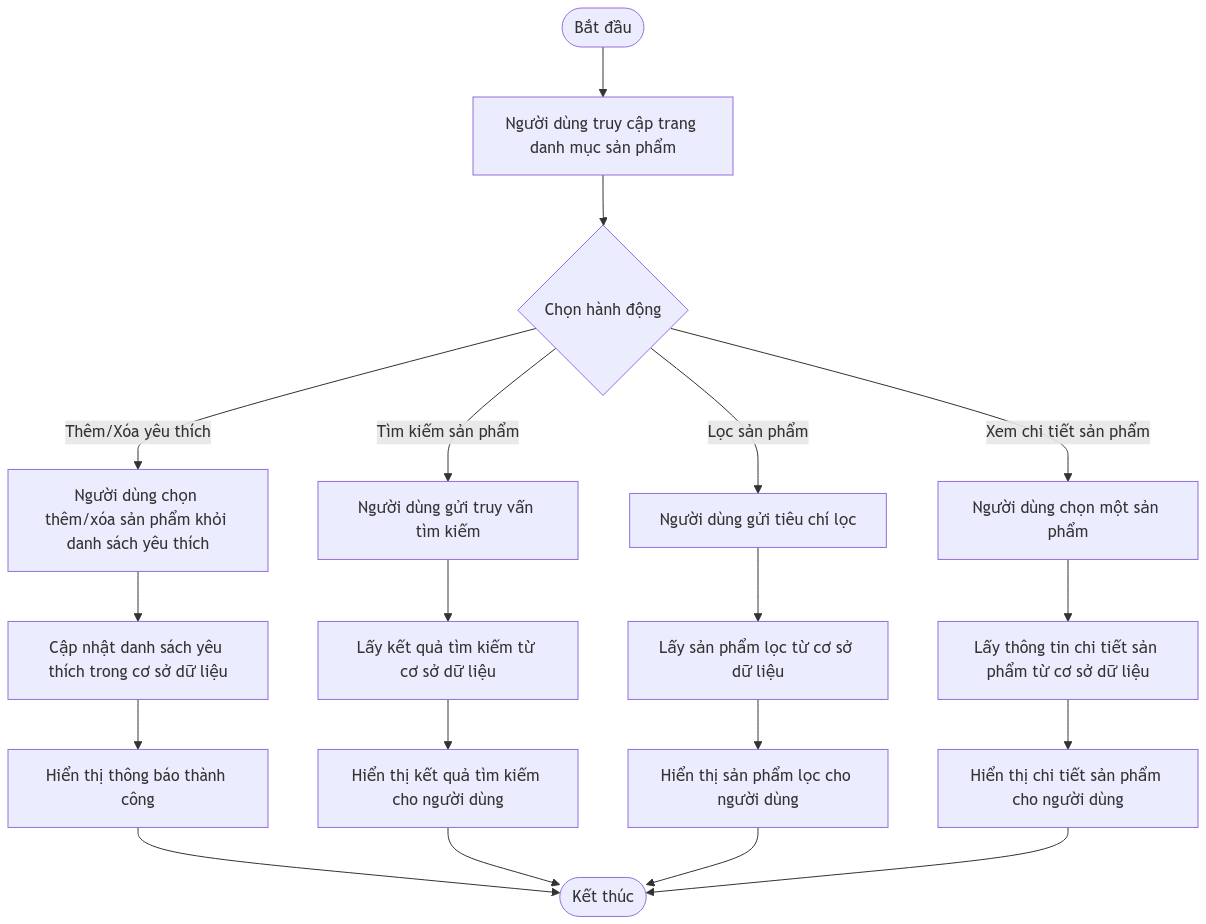 Bắt đầu
Người dùng truy cập trang
danh mục sản phẩm
Chọn hành động
Thêm/Xóa yêu thích
Tìm kiếm sản phẩm
Lọc sản phẩm
Xem chi tiết sản phẩm
Người dùng chọn
thêm/xóa sản phẩm khỏi
danh sách yêu thích
Người dùng gửi truy vấn
tìm kiếm
Người dùng gửi tiêu chí lọc
Người dùng chọn một sản
phẩm
Cập nhật danh sách yêu
thích trong cơ sở dữ liệu
Lấy kết quả tìm kiếm từ
cơ sở dữ liệu
Lấy sản phẩm lọc từ cơ sở
dữ liệu
Lấy thông tin chi tiết sản
phẩm từ cơ sở dữ liệu
Hiển thị thông báo thành
công
Hiển thị kết quả tìm kiếm
cho người dùng
Hiển thị sản phẩm lọc cho
người dùng
Hiển thị chi tiết sản phẩm
cho người dùng
Kết thúc